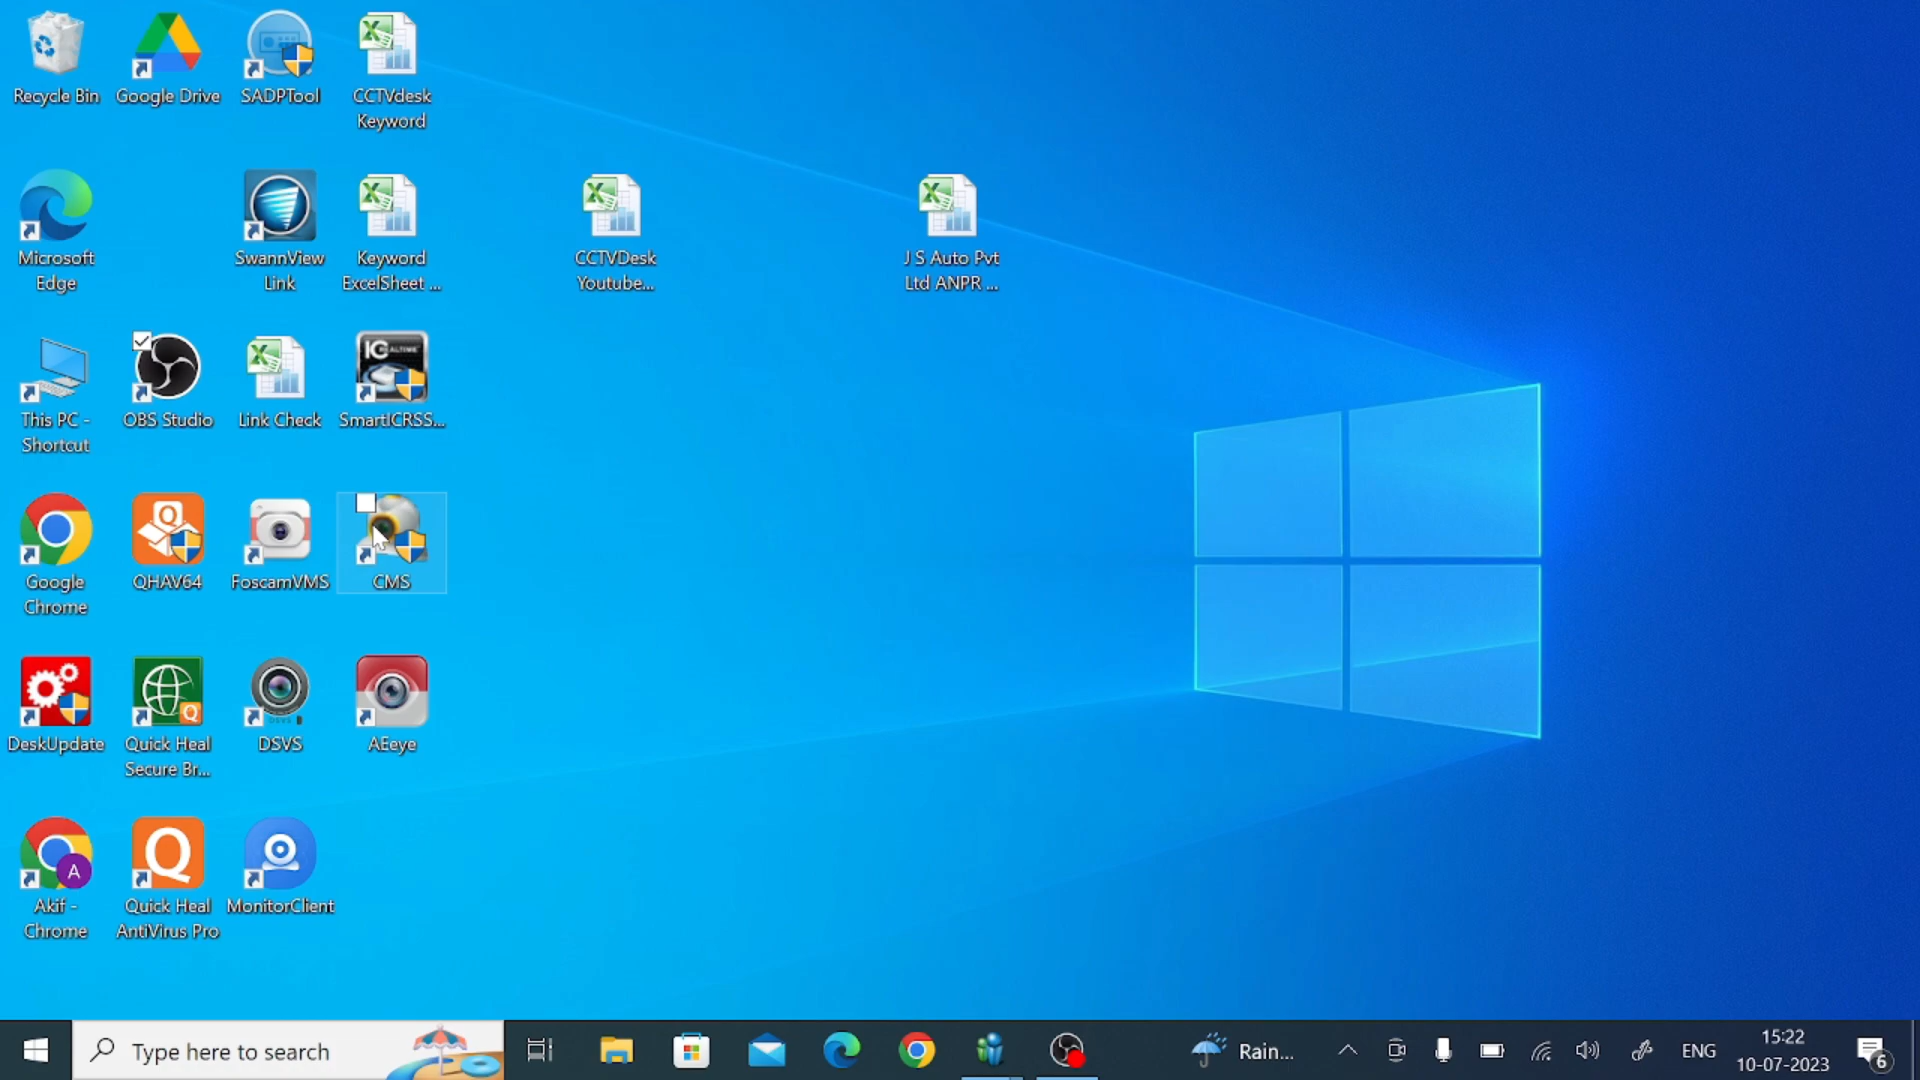 Recycle Bin
Google Drive
SADPTool
CCTVdesk
Keyword
Microsoft
Edge
SwannView
Link
Keyword
ExcelSheet ...
CCTVDesk
Youtube...
J S Auto Pvt
Ltd ANPR ...
This PC -
Shortcut
OBS Studio
Link Check
SmartICRSS...
Google
Chrome
QHAV64
FoscamVMS
CMS
DeskUpdate
Quick Heal
Secure Br...
DSVS
AEeye
A
Akif -
Chrome
Quick Heal
AntiVirus Pro
MonitorClient
Type here to search
Rain...
ENG
15:22
10-07-2023
6